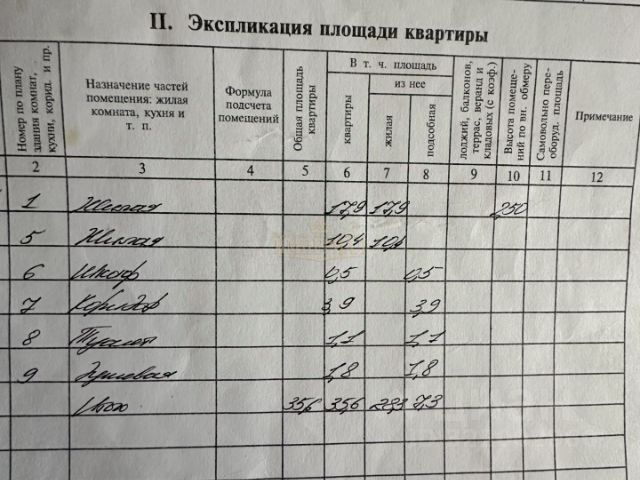 II. Экспликация площади квартиры
Номер по плану здания комнат, кухни, корид. и пр.
Назначение частей помещения: жилая комната, кухня и т. п.
Формула подсчета помещений
Общая площадь квартиры
В т. ч. площадь
квартиры
из нее
жилая
подсобная
лоджий, балконов, террас, веранд и кладовых (с коэф.)
Высота помещений по вн. обмеру
Самовольно переоборуд. площадь
Примечание
2 3 4 5 6 7 8 9 10 11 12
1 Жилая 17,9 17,9 2,50
5 Жилая 10,4 10,4
6 Шкаф 0,5 0,5
7 Коридор 3,9 3,9
8 Туалет 1,1 1,1
9 Душевая 1,8 1,8
Итого 35,6 35,6 28,3 7,3